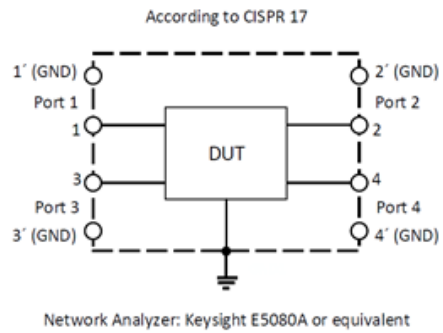 According to CISPR 17
1´ (GND)
2´ (GND)
Port 1
Port 2
1
2
DUT
3
4
Port 3
Port 4
3´ (GND)
4´ (GND)
Network Analyzer: Keysight E5080A or equivalent